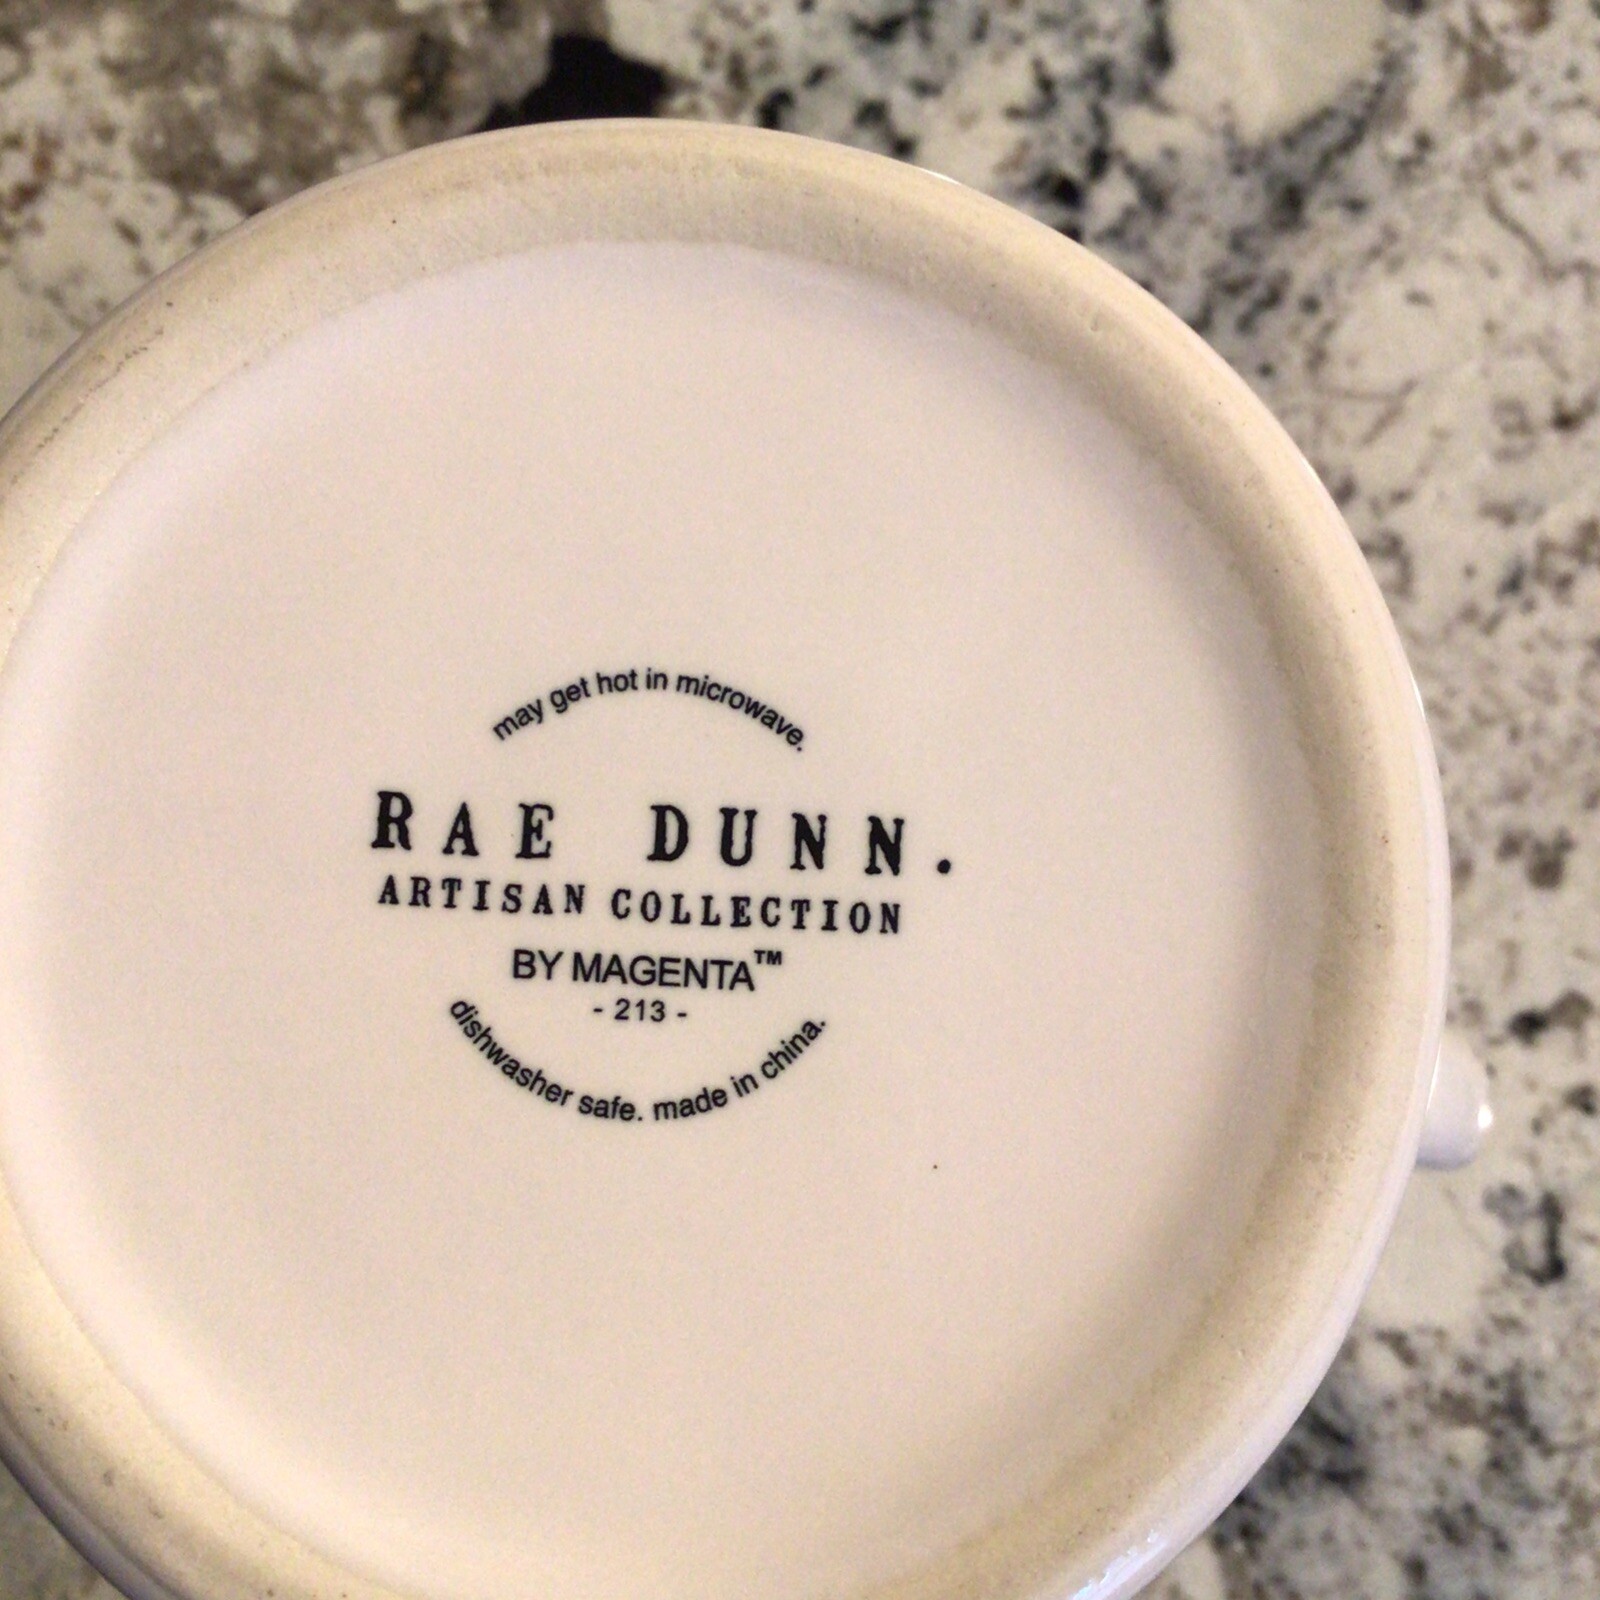 may get hot in microwave.
RAE DUNN.
ARTISAN COLLECTION
BY MAGENTA™
- 213 -
dishwasher safe. made in china.